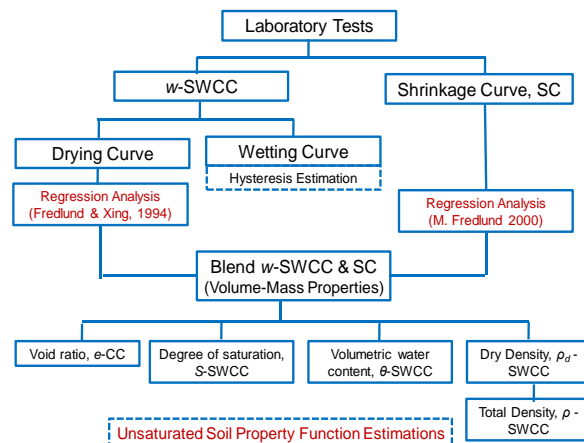 Laboratory Tests
w-SWCC
Shrinkage Curve, SC
Drying Curve
Wetting Curve
Hysteresis Estimation
Regression Analysis
(Fredlund & Xing, 1994)
Regression Analysis
(M. Fredlund 2000)
Blend w-SWCC & SC
(Volume-Mass Properties)
Void ratio, e-CC
Degree of saturation,
S-SWCC
Volumetric water
content, θ-SWCC
Dry Density, ρd -
SWCC
Total Density, ρ -
SWCC
Unsaturated Soil Property Function Estimations